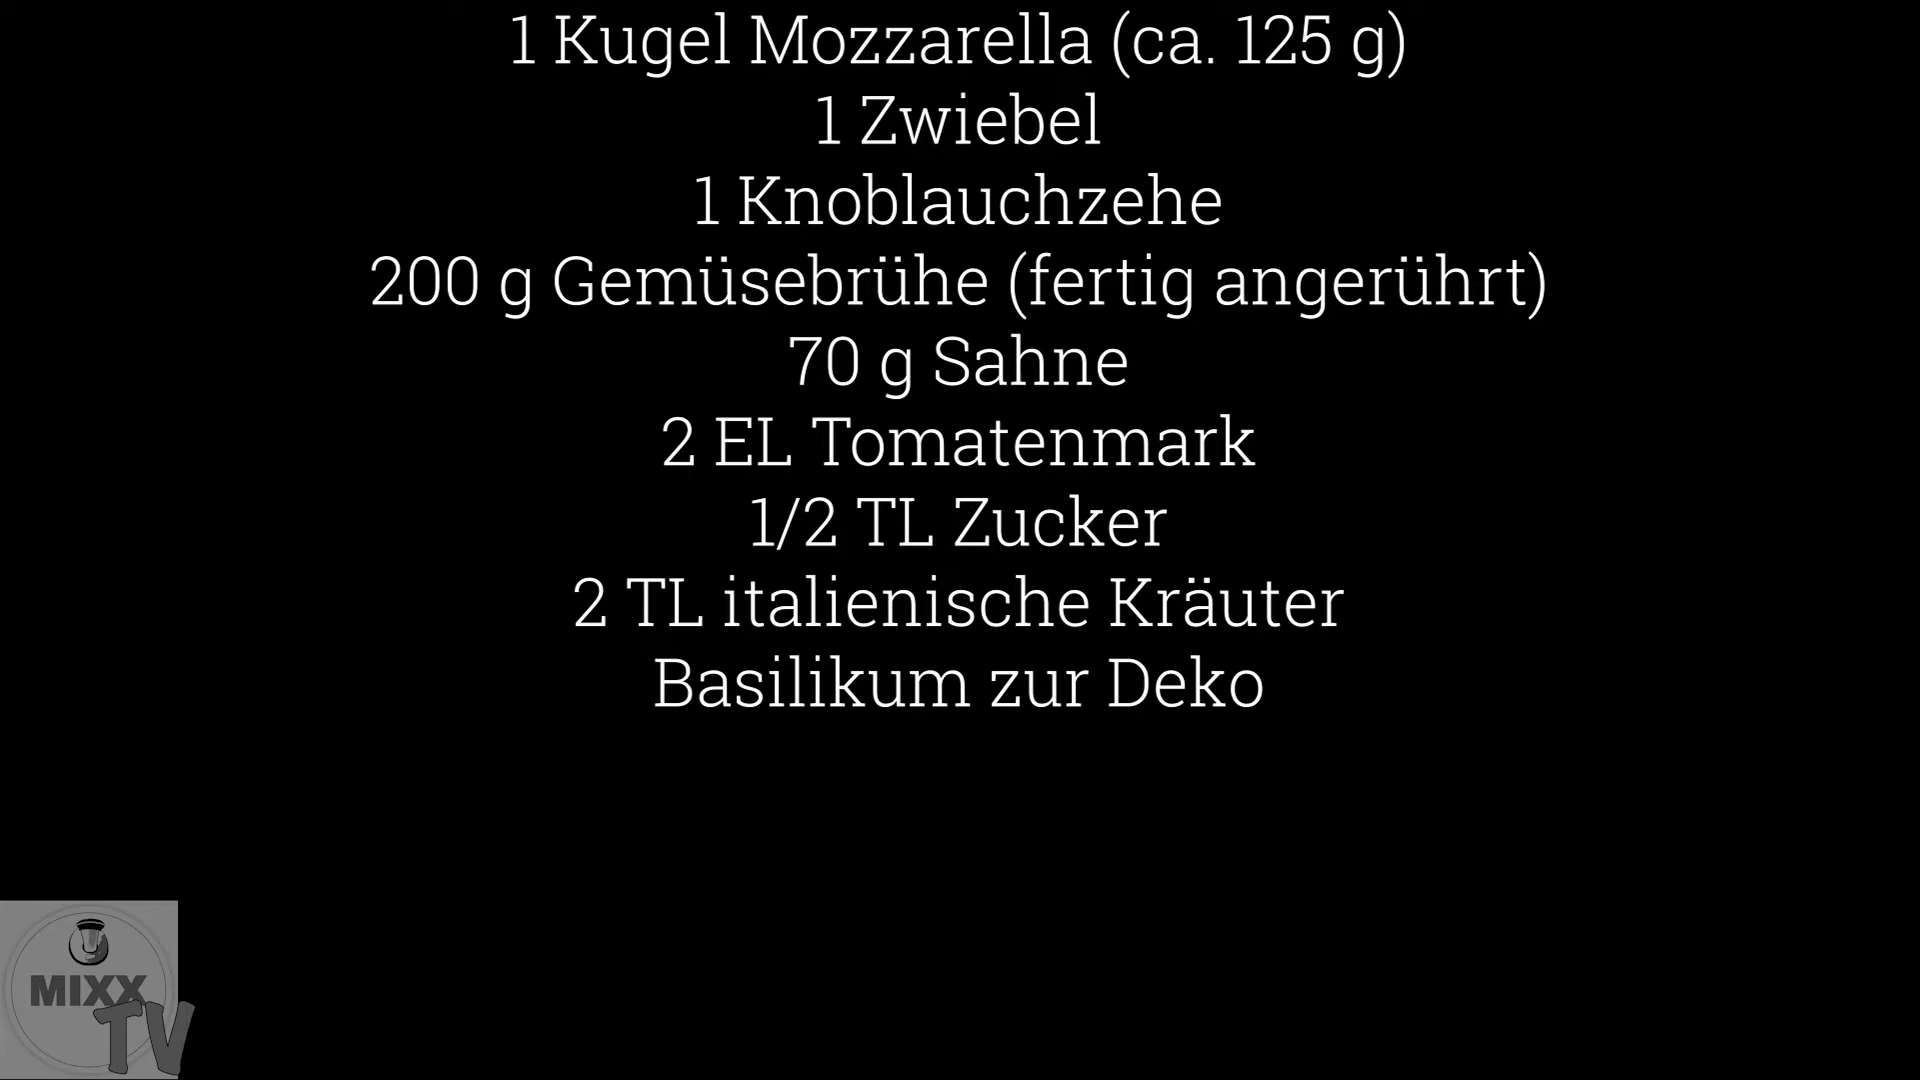 1 Kugel Mozzarella (ca. 125 g)
1 Zwiebel
1 Knoblauchzehe
200 g Gemüsebrühe (fertig angerührt)
70 g Sahne
2 EL Tomatenmark
1/2 TL Zucker
2 TL italienische Kräuter
Basilikum zur Deko
MIXX
TV